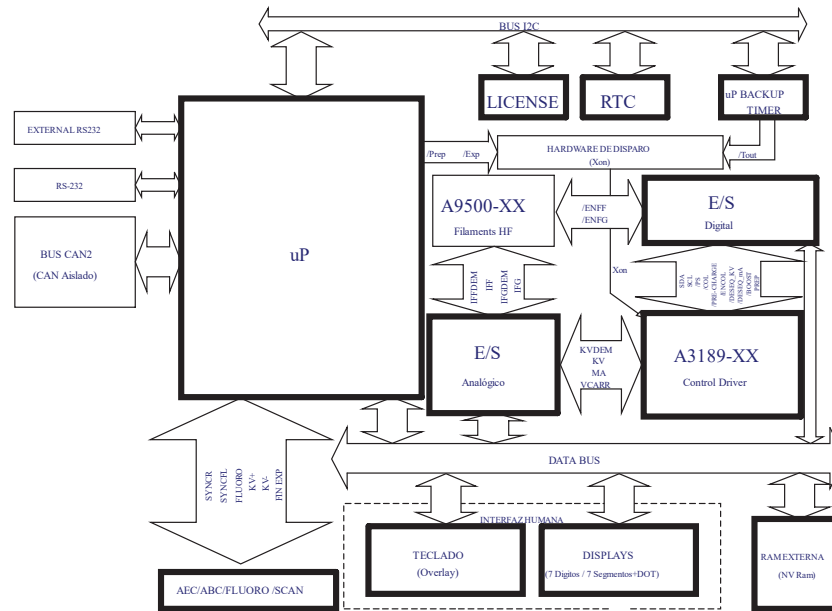 BUS I2C
LICENSE
RTC
uP BACKUP
TIMER
EXTERNAL RS232
/Prep
/Exp
HARDWARE DE DISPARO
(Xon)
/Tout
RS-232
A9500-XX
Filaments HF
/ENFF
/ENFG
E/S
Digital
BUS CAN2
(CAN Aislado)
uP
IFFDEM
IFF
IFGDEM
IFG
Xon
SDA
SCL
/PS
/COL
/PRE-CHARGE
/ENCOL
/DESEQ_KV
/DESEQ_mA
/BOOST
PREP
E/S
Analógico
KVDEM
KV
MA
VCARR
A3189-XX
Control Driver
SYNCR
SYNCFL
FLUORO
KV+
KV-
FIN EXP
DATA BUS
INTERFAZ HUMANA
TECLADO
(Overlay)
DISPLAYS
(7 Digitos / 7 Segmentos+DOT)
RAM EXTERNA
(NV Ram)
AEC/ABC/FLUORO /SCAN